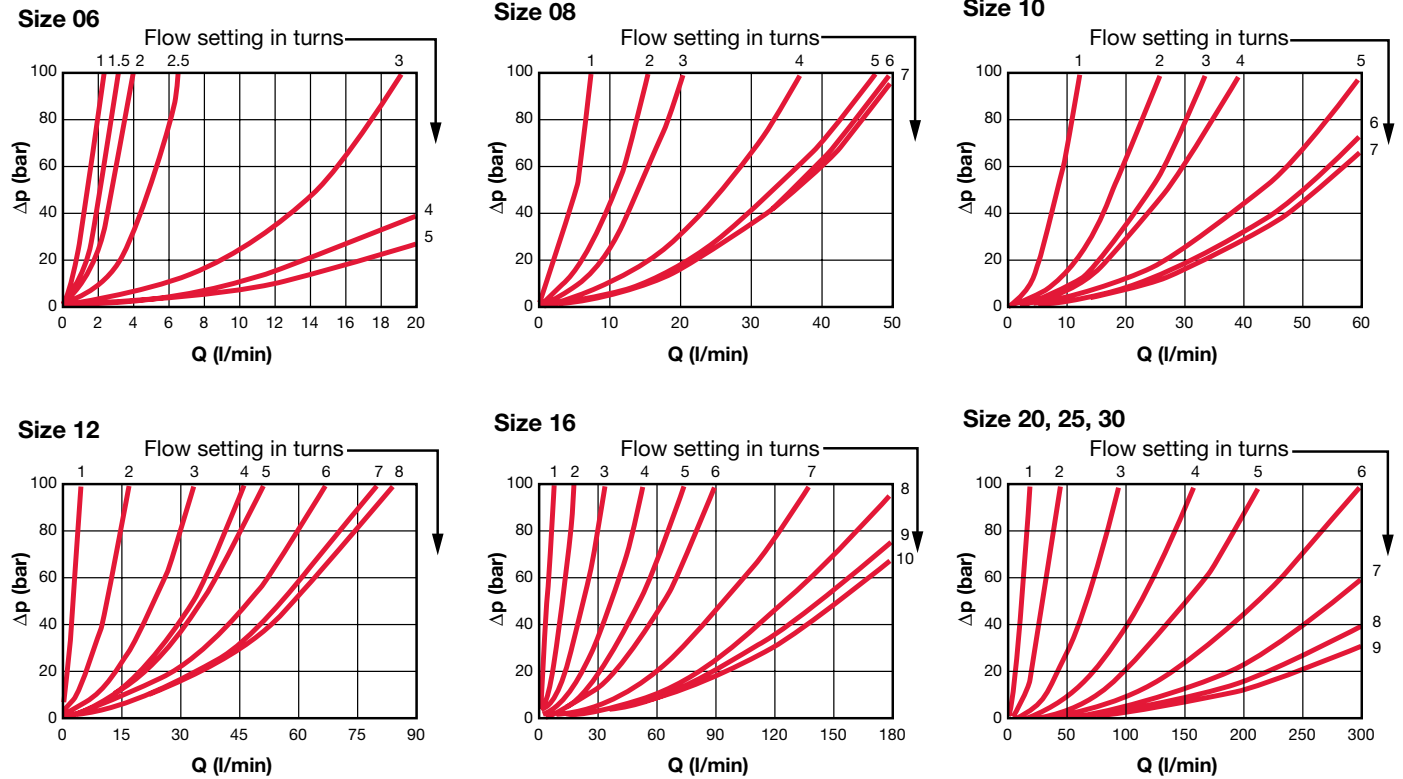 Size 06
Flow setting in turns
1 1.5 2 2.5 3
100
80
60
40
20
0
Δp (bar)
4
5
0 2 4 6 8 10 12 14 16 18 20
Q (l/min)
Size 08
Flow setting in turns
1 2 3 4 5 6
7
100
80
60
40
20
0
Δp (bar)
0 10 20 30 40 50
Q (l/min)
Size 10
Flow setting in turns
1 2 3 4 5
6
7
100
80
60
40
20
0
Δp (bar)
0 10 20 30 40 50 60
Q (l/min)
Size 12
Flow setting in turns
1 2 3 4 5 6 7 8
100
80
60
40
20
0
Δp (bar)
0 15 30 45 60 75 90
Q (l/min)
Size 16
Flow setting in turns
1 2 3 4 5 6 7
8
9
10
100
80
60
40
20
0
Δp (bar)
0 30 60 90 120 150 180
Q (l/min)
Size 20, 25, 30
Flow setting in turns
1 2 3 4 5 6
7
8
9
100
80
60
40
20
0
Δp (bar)
0 50 100 150 200 250 300
Q (l/min)